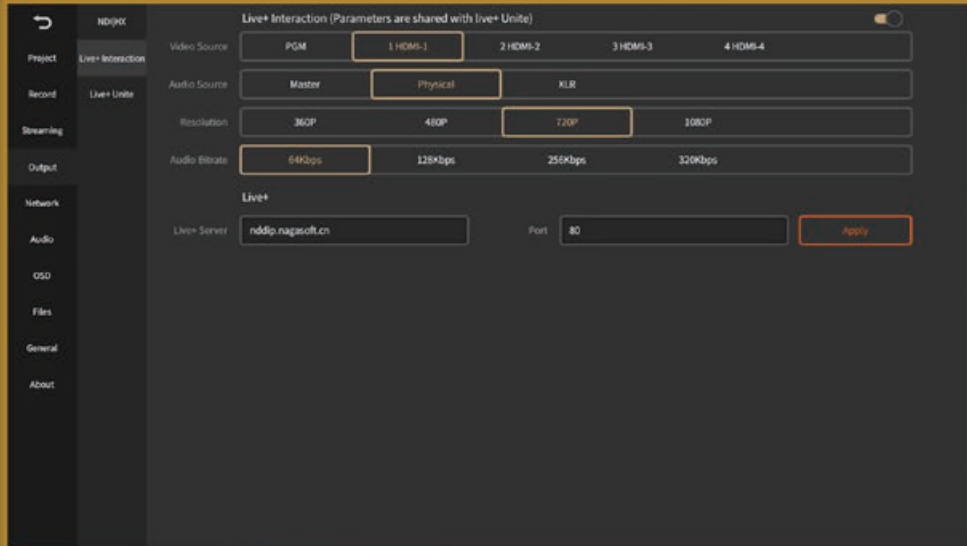 NDI|HX
Live+ Interaction (Parameters are shared with live+ Unite)
Project
Live+ Interaction
Video Source
PGM
1 HDMI-1
2 HDMI-2
3 HDMI-3
4 HDMI-4
Record
Live+ Unite
Audio Source
Master
Physical
XLR
Streaming
Resolution
360P
480P
720P
1080P
Output
Audio Bitrate
64Kbps
128Kbps
256Kbps
320Kbps
Network
Live+
Audio
Live+ Server
nddip.nagasoft.cn
Port
80
Apply
OSD
Files
General
About